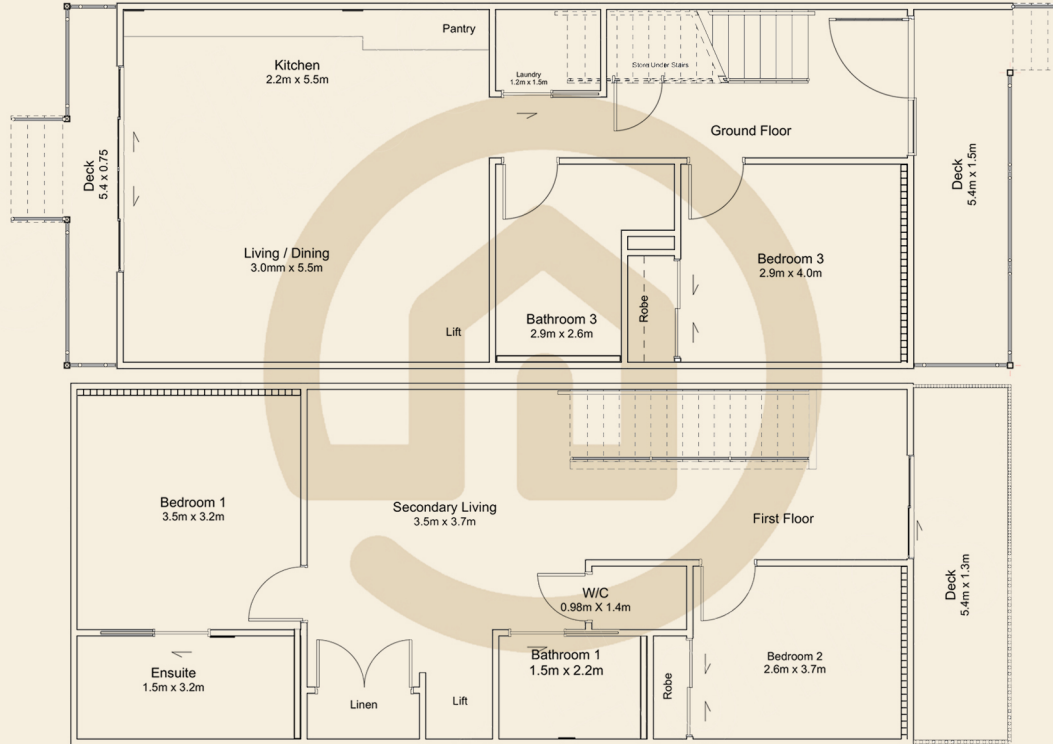 Pantry
Kitchen
2.2m x 5.5m
Laundry
1.2m x 1.5m
Store Under Stairs
Ground Floor
Deck
5.4 x 0.75
Deck
5.4m x 1.5m
Living / Dining
3.0mm x 5.5m
Bedroom 3
2.9m x 4.0m
Robe
Bathroom 3
2.9m x 2.6m
Lift
Bedroom 1
3.5m x 3.2m
Secondary Living
3.5m x 3.7m
First Floor
Deck
5.4m x 1.3m
W/C
0.98m X 1.4m
Ensuite
1.5m x 3.2m
Bathroom 1
1.5m x 2.2m
Bedroom 2
2.6m x 3.7m
Robe
Linen
Lift